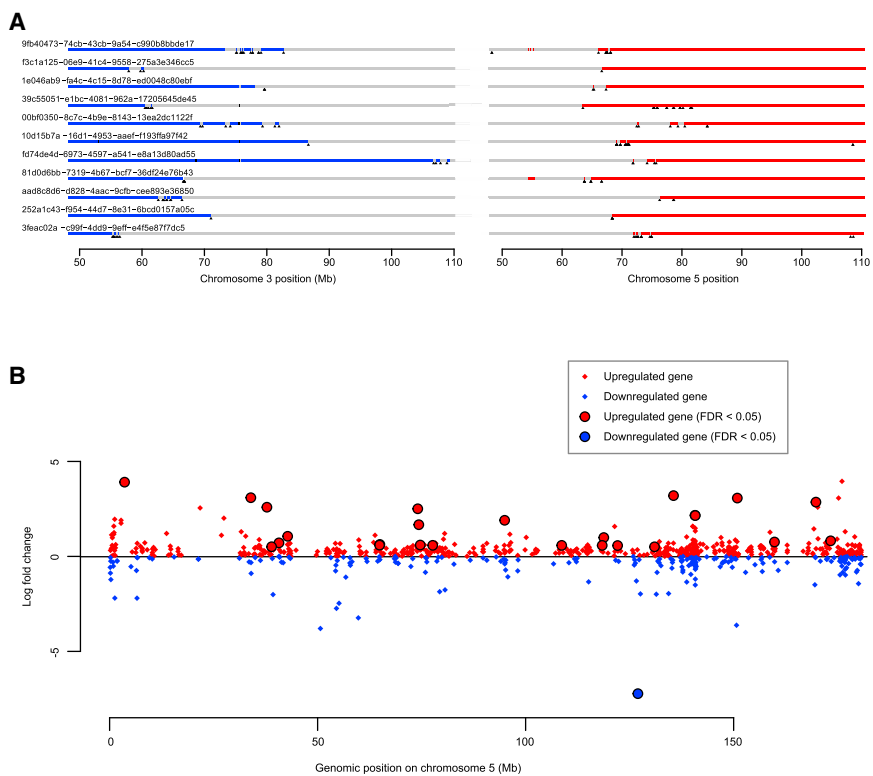 A
9fb40473-74cb-43cb-9a54-c990b8bbde17
f3c1a125-06e9-41c4-9558-275a3e346cc5
1e046ab9-fa4c-4c15-8d78-ed0048c80ebf
39c55051-e1bc-4081-962a-17205645de45
00bf0350-8c7c-4b9e-8143-13ea2dc1122f
10d15b7a-16d1-4953-aaef-f193ffa97f42
fd74de4d-6973-4597-a541-e8a13d80ad55
81d0d6bb-7319-4b67-bcf7-36df24e76b43
aad8c8d6-d828-4aac-9cfb-cee893e36850
252a1c43-f954-44d7-8e31-6bcd0157a05c
3feac02a-c99f-4dd9-9eff-e4f5e87f7dc5
50 60 70 80 90 100 110
Chromosome 3 position (Mb)
50 60 70 80 90 100 110
Chromosome 5 position
B
Upregulated gene
Downregulated gene
Upregulated gene (FDR < 0.05)
Downregulated gene (FDR < 0.05)
Log fold change
5
0
-5
0 50 100 150
Genomic position on chromosome 5 (Mb)